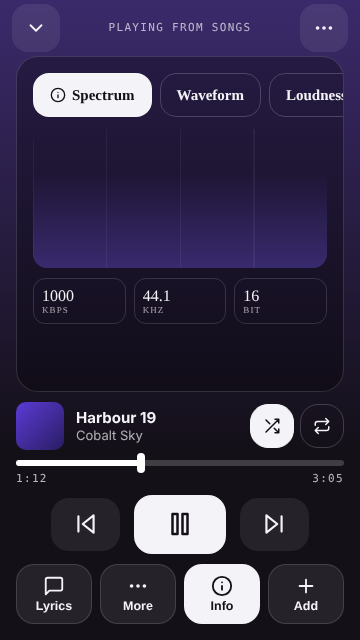 PLAYING FROM SONGS
Spectrum
Waveform
Loudness
1000
KBPS
44.1
KHZ
16
BIT
Harbour 19
Cobalt Sky
1:12
3:05
Lyrics
More
Info
Add